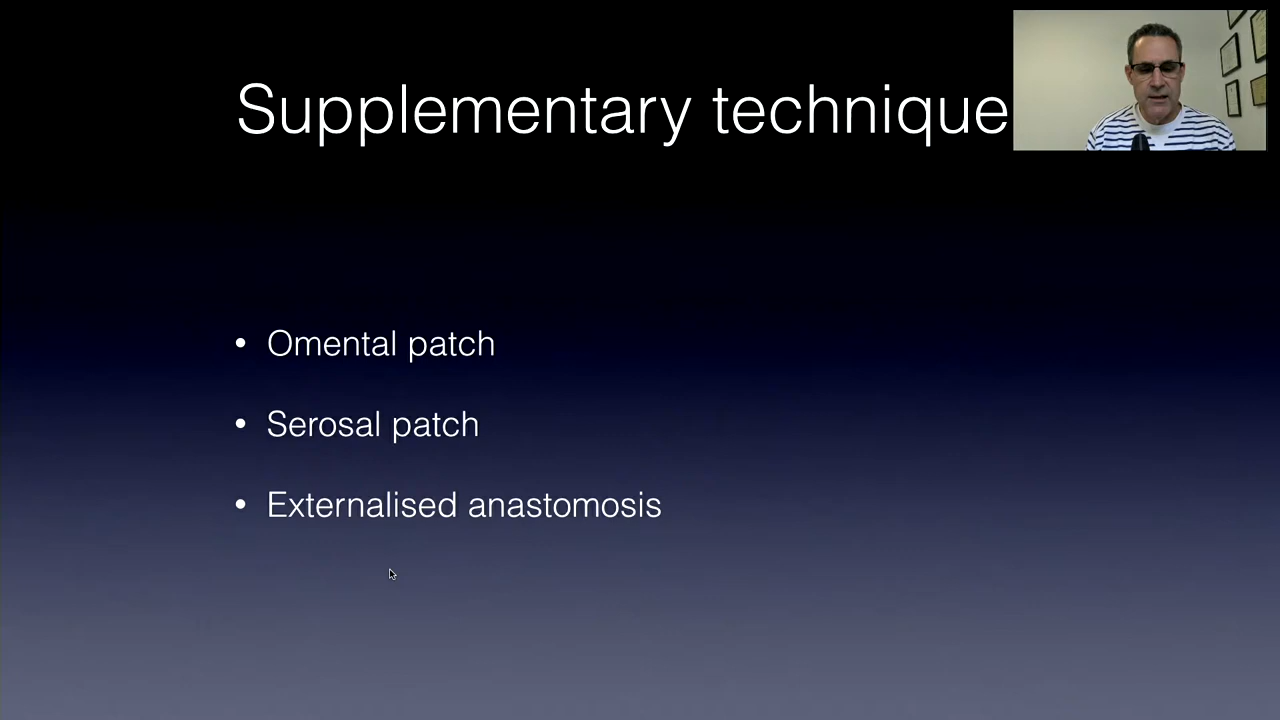 Supplementary technique
• Omental patch
• Serosal patch
• Externalised anastomosis